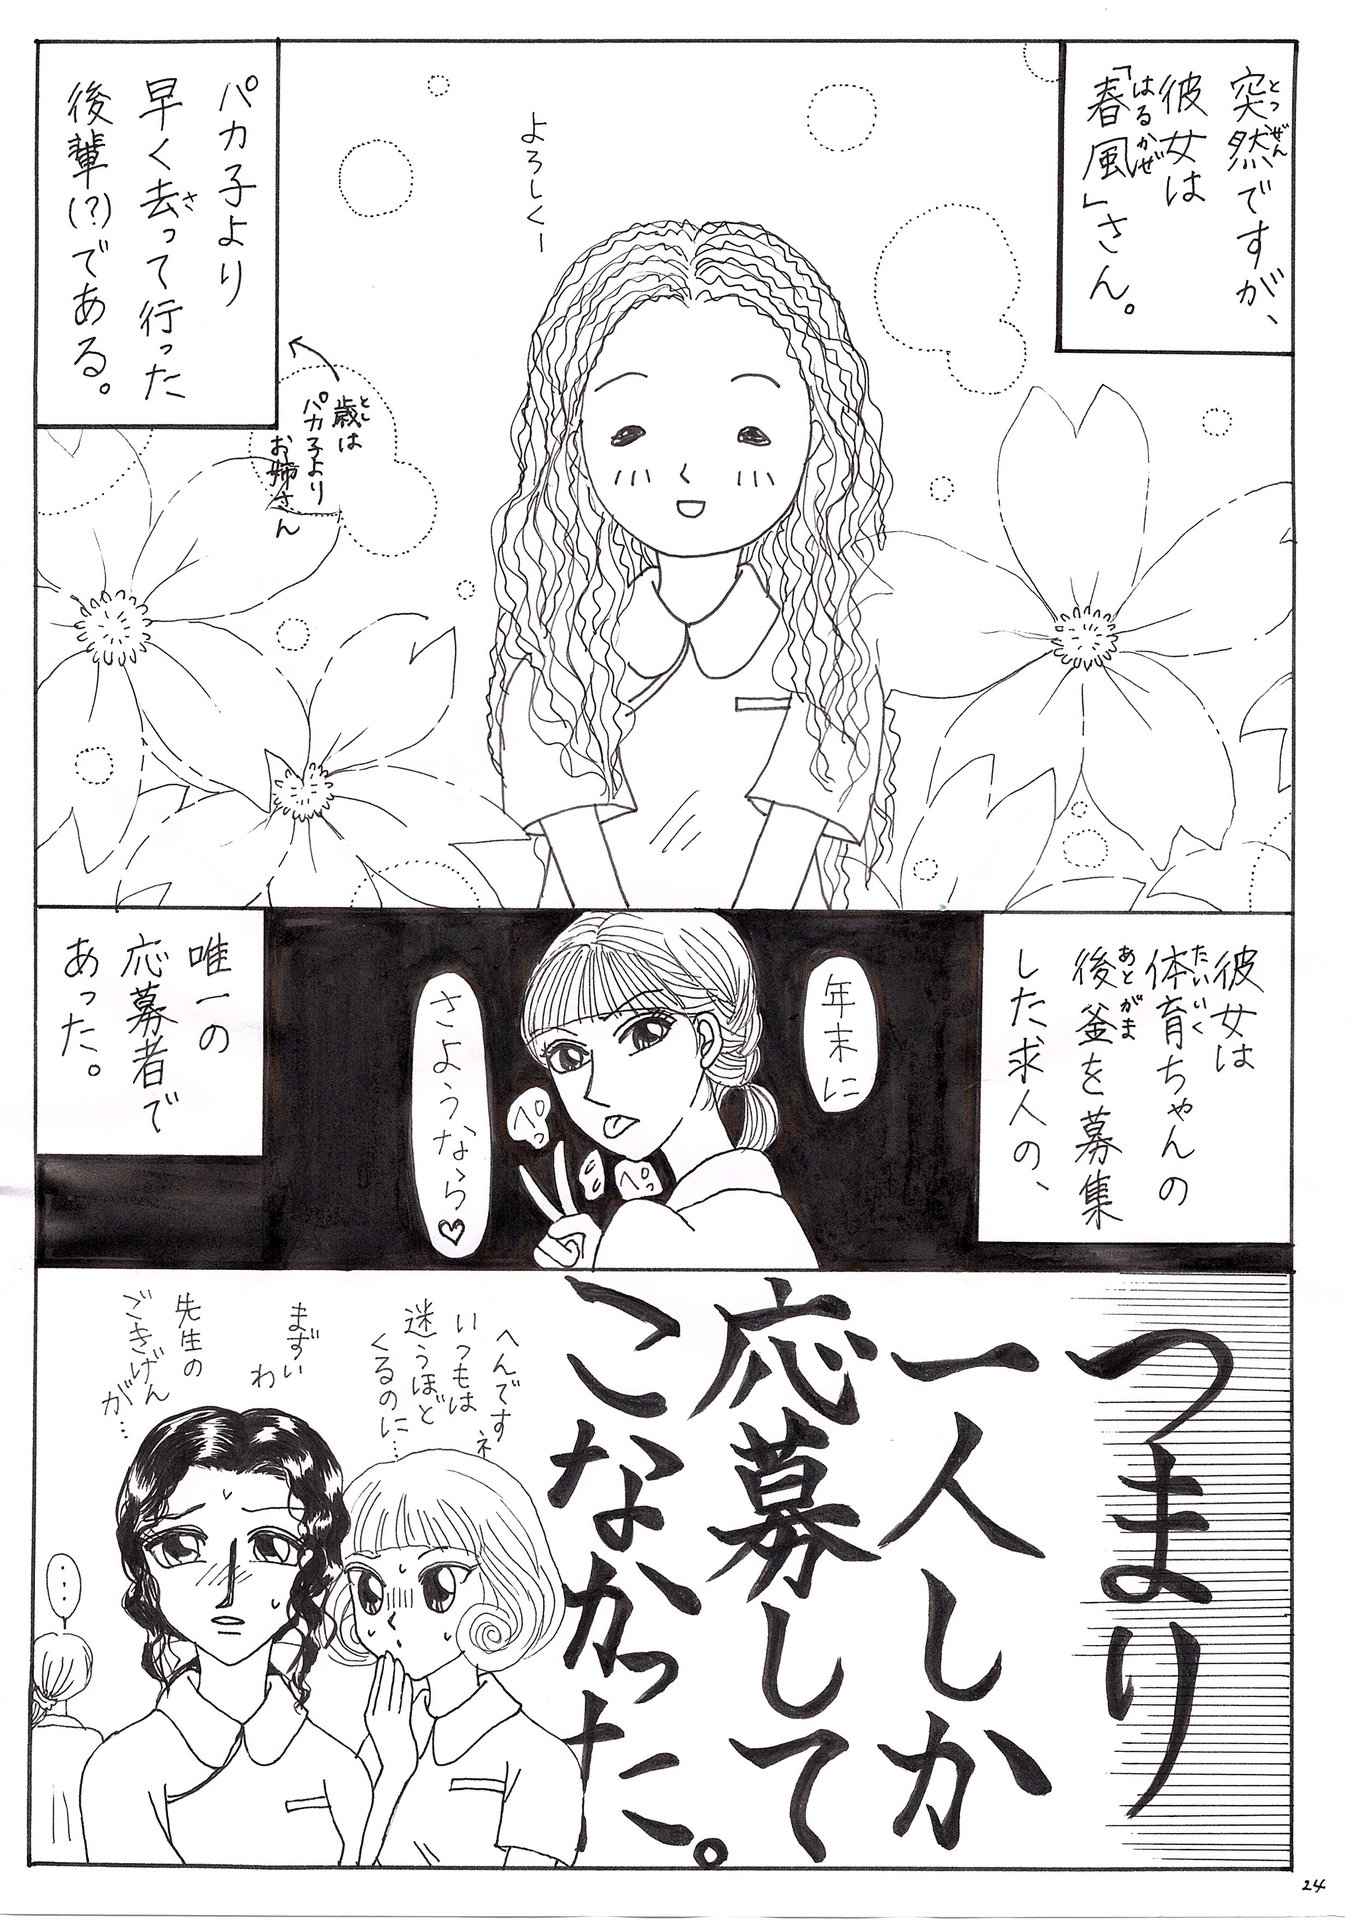 突然ですが、
彼女は
「春風」さん。
とつぜん
はるかぜ
よろしくー
パカ子より
早く去って行った
後輩(?)である。
さ
歳は
パカ子より
お姉さん
とし
彼女は
体育ちゃんの
後釜を募集
した求人の、
たいいく
あとがま
年末に
さようなら♡
ペっ
ペっ
唯一の
応募者で
あった。
つまり
一人しか
応募して
こなかった。
へんですネ
いつもは
迷うほど
くるのに…
まずい
わ
先生の
ごきげん
が…
…
24